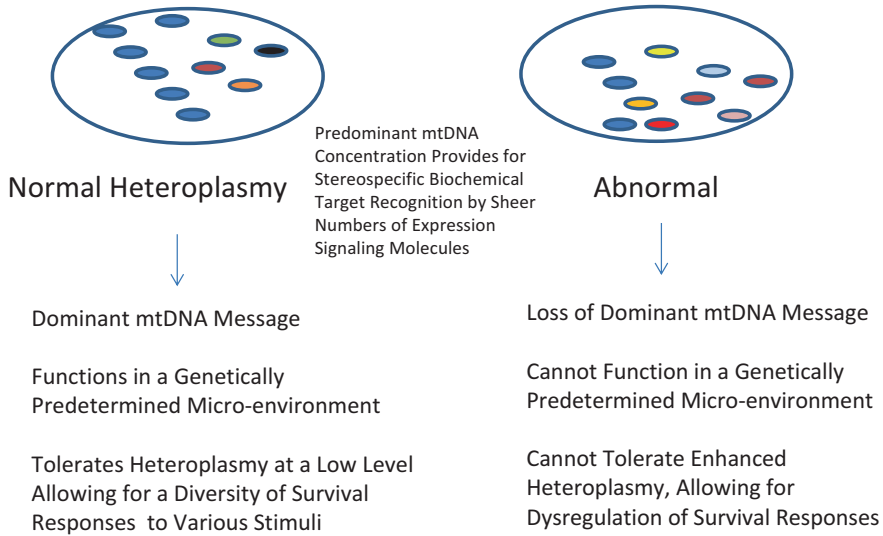 Predominant mtDNA
Concentration Provides for
Stereospecific Biochemical
Target Recognition by Sheer
Numbers of Expression
Signaling Molecules
Normal Heteroplasmy
Abnormal
Dominant mtDNA Message
Functions in a Genetically
Predetermined Micro-environment
Tolerates Heteroplasmy at a Low Level
Allowing for a Diversity of Survival
Responses to Various Stimuli
Loss of Dominant mtDNA Message
Cannot Function in a Genetically
Predetermined Micro-environment
Cannot Tolerate Enhanced
Heteroplasmy, Allowing for
Dysregulation of Survival Responses